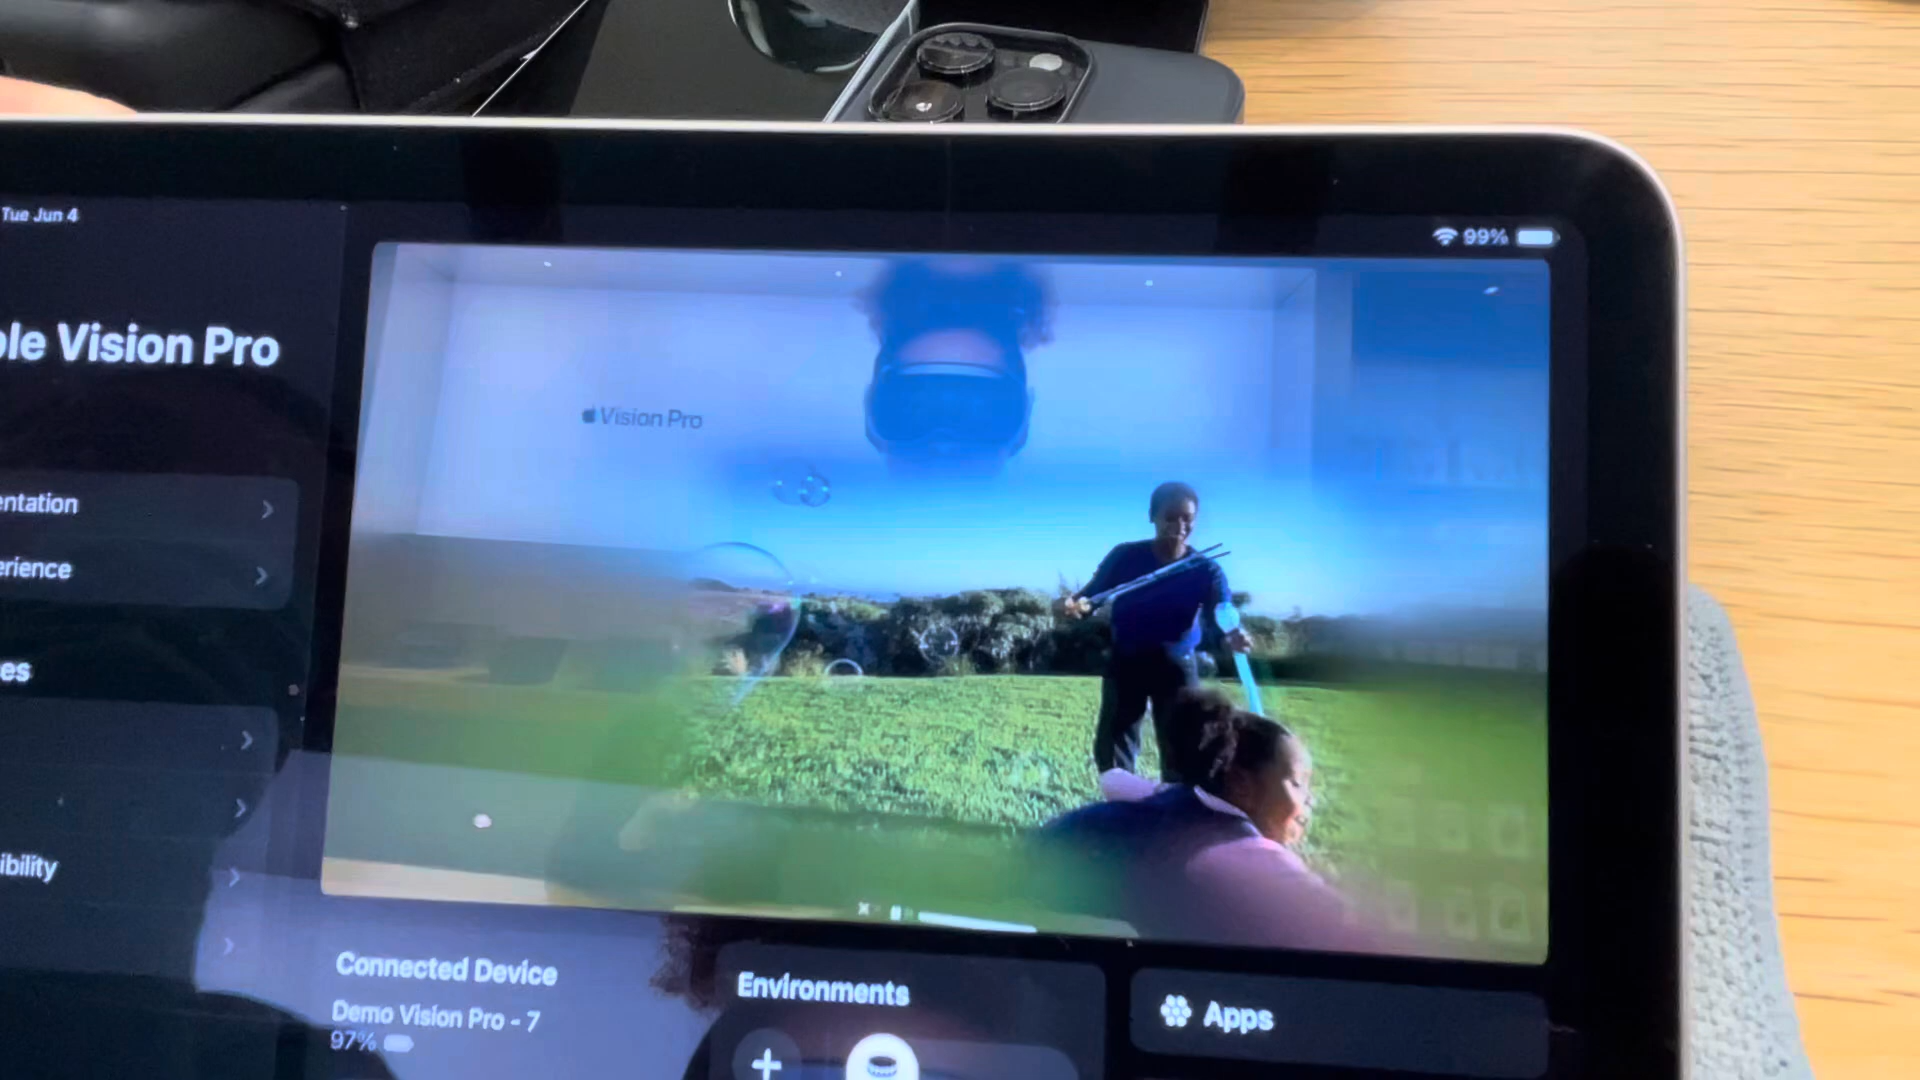 Tue Jun 4
99%
ple Vision Pro
Vision Pro
entation
erience
es
ibility
Connected Device
Demo Vision Pro - 7
97%
Environments
Apps